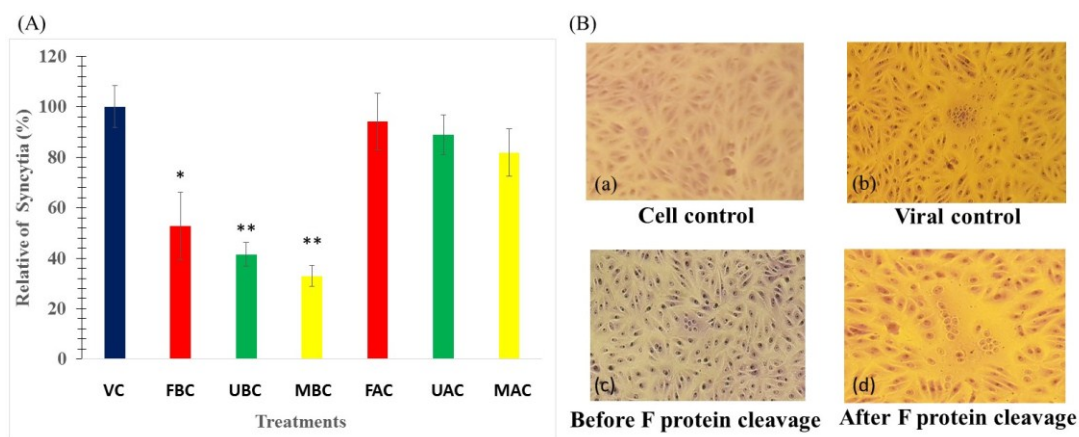 (A)
Relative of Syncytia (%)
120
100
80
60
40
20
0
*
**
**
VC FBC UBC MBC FAC UAC MAC
Treatments
(B)
(a)
Cell control
(b)
Viral control
(c)
Before F protein cleavage
(d)
After F protein cleavage